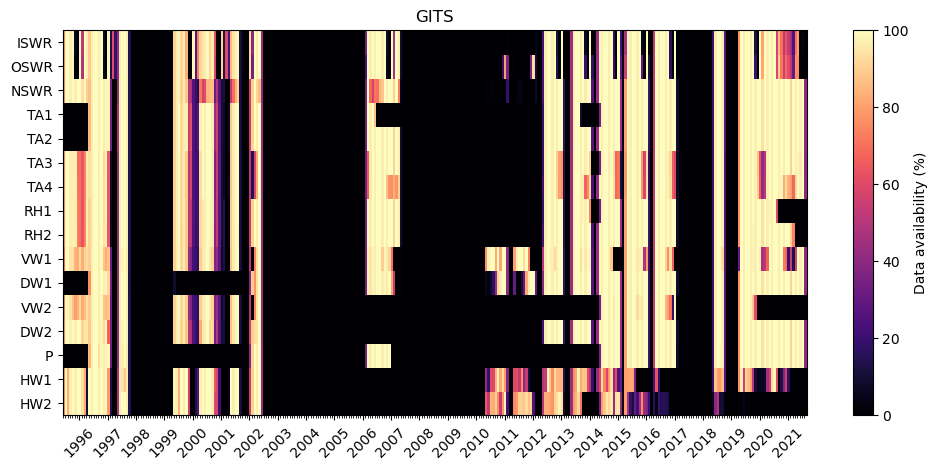 GITS
ISWR
OSWR
NSWR
TA1
TA2
TA3
TA4
RH1
RH2
VW1
DW1
VW2
DW2
P
HW1
HW2
1996
1997
1998
1999
2000
2001
2002
2003
2004
2005
2006
2007
2008
2009
2010
2011
2012
2013
2014
2015
2016
2017
2018
2019
2020
2021
100
80
60
40
20
0
Data availability (%)